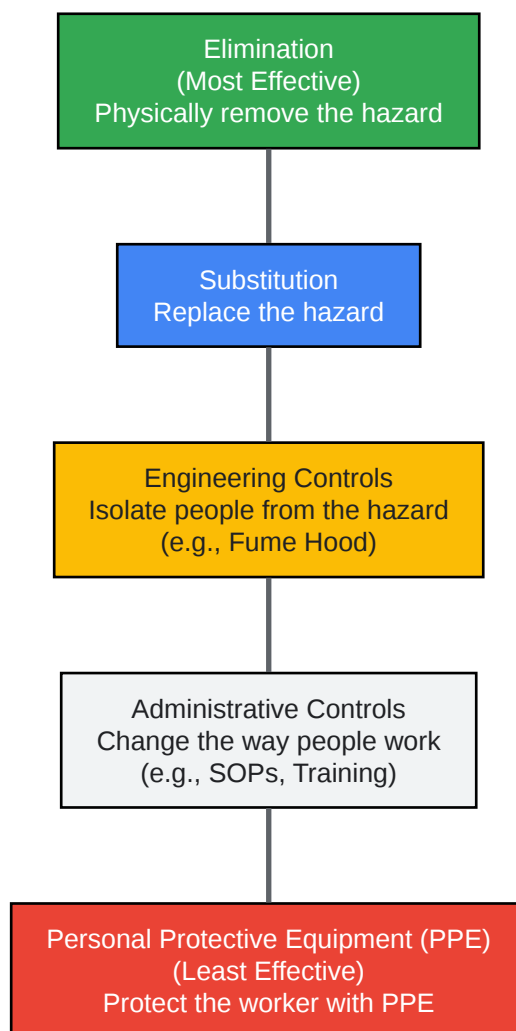 Elimination
(Most Effective)
Physically remove the hazard
Substitution
Replace the hazard
Engineering Controls
Isolate people from the hazard
(e.g., Fume Hood)
Administrative Controls
Change the way people work
(e.g., SOPs, Training)
Personal Protective Equipment (PPE)
(Least Effective)
Protect the worker with PPE